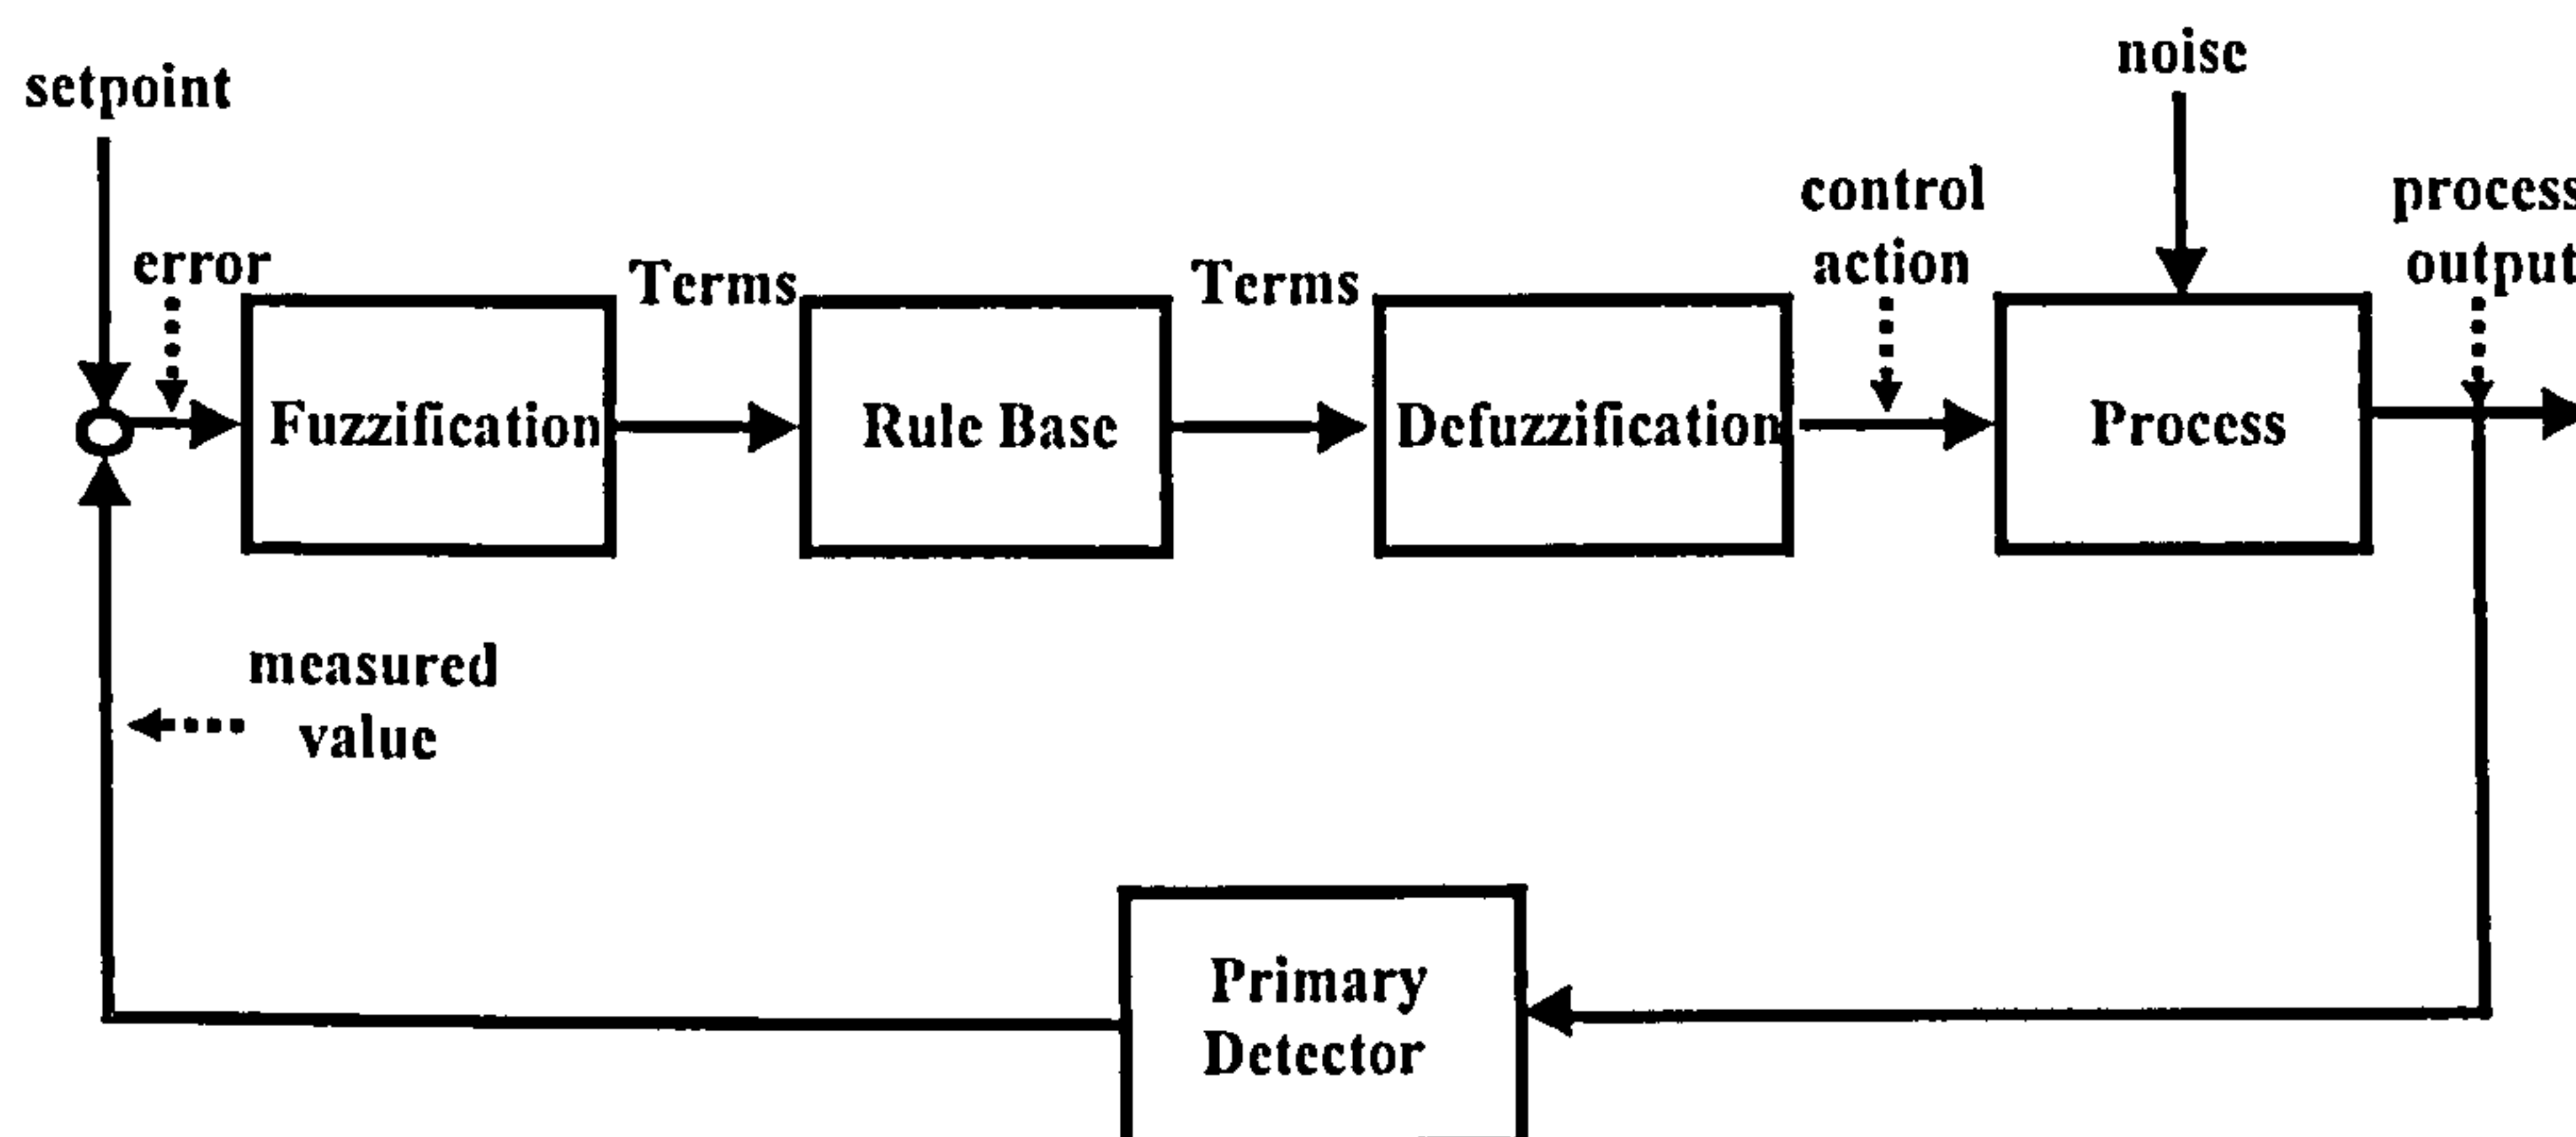 setpoint
noise
control
action
process
output
error
Terms
Terms
Fuzzification
Rule Base
Defuzzification
Process
measured
value
Primary
Detector